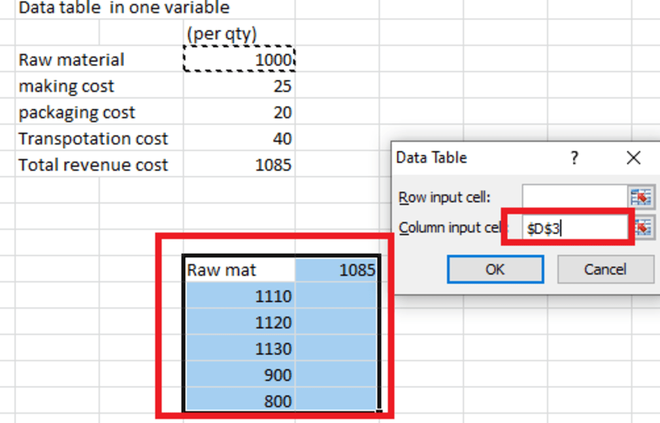 Data table in one variable
(per qty)
Raw material 1000
making cost 25
packaging cost 20
Transpotation cost 40
Total revenue cost 1085
Data Table ? ×
Row input cell:
Column input cel: $D$3
OK Cancel
Raw mat 1085
1110
1120
1130
900
800